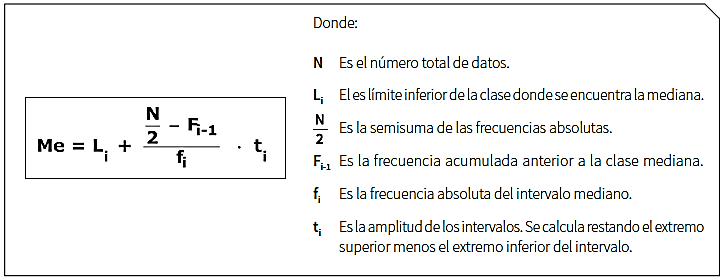 Donde:
N Es el número total de datos.
Li El es límite inferior de la clase donde se encuentra la mediana.
N/2 Es la semisuma de las frecuencias absolutas.
Me = Li + (N/2 - Fi-1)/fi · ti
Fi-1 Es la frecuencia acumulada anterior a la clase mediana.
fi Es la frecuencia absoluta del intervalo mediano.
ti Es la amplitud de los intervalos. Se calcula restando el extremo
superior menos el extremo inferior del intervalo.